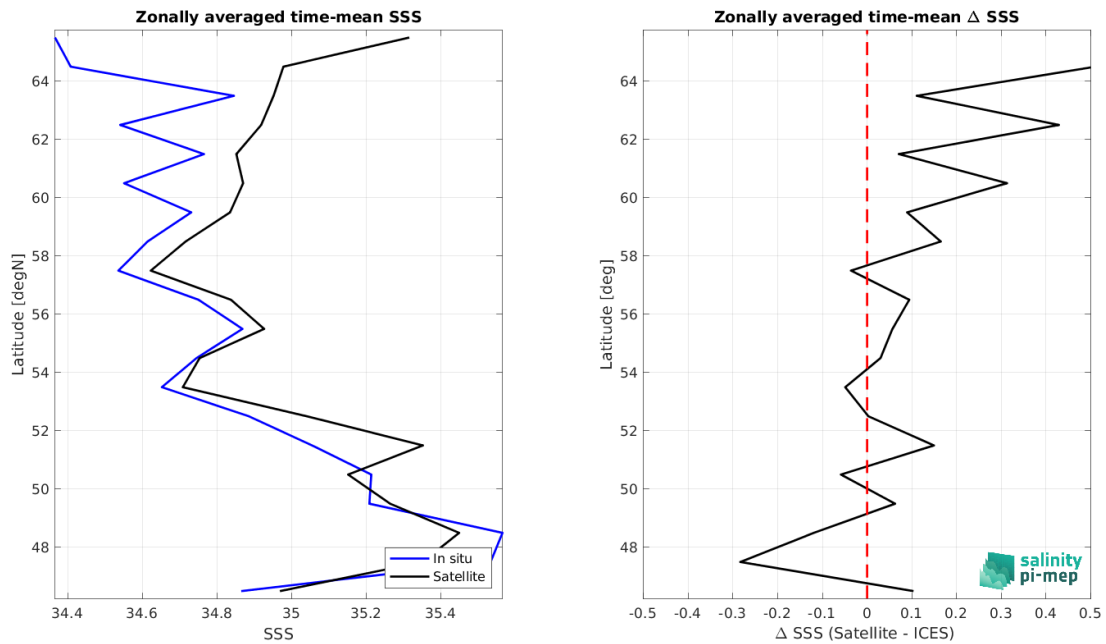 Zonally averaged time-mean SSS
64
62
60
58
56
54
52
50
48
Latitude [degN]
34.4 34.6 34.8 35 35.2 35.4
SSS
In situ
Satellite
Zonally averaged time-mean Δ SSS
64
62
60
58
56
54
52
50
48
Latitude [deg]
-0.5 -0.4 -0.3 -0.2 -0.1 0 0.1 0.2 0.3 0.4 0.5
Δ SSS (Satellite - ICES)
salinity
pi-mep